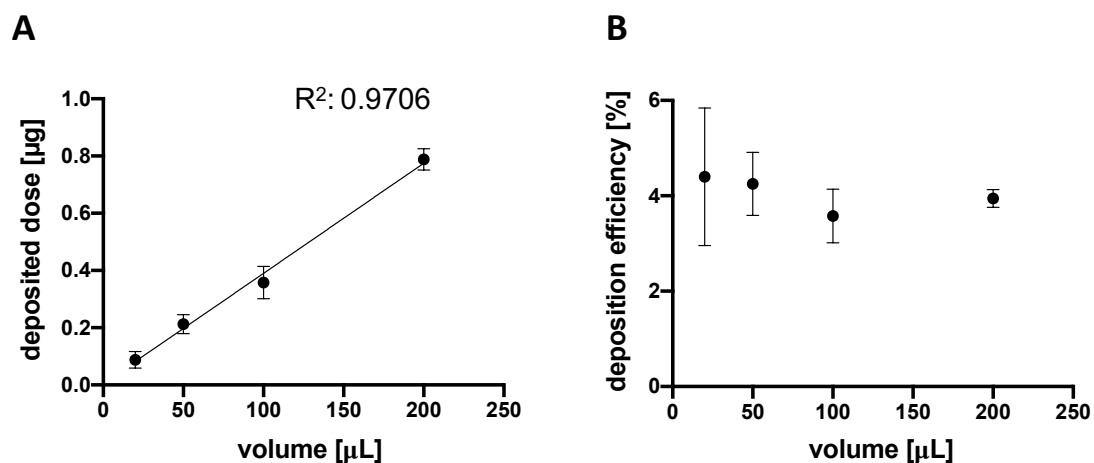 A
R²: 0.9706
deposited dose [µg]
1.0
0.8
0.6
0.4
0.2
0.0
0 50 100 150 200 250
volume [µL]
B
deposition efficiency [%]
6
4
2
0
0 50 100 150 200 250
volume [µL]